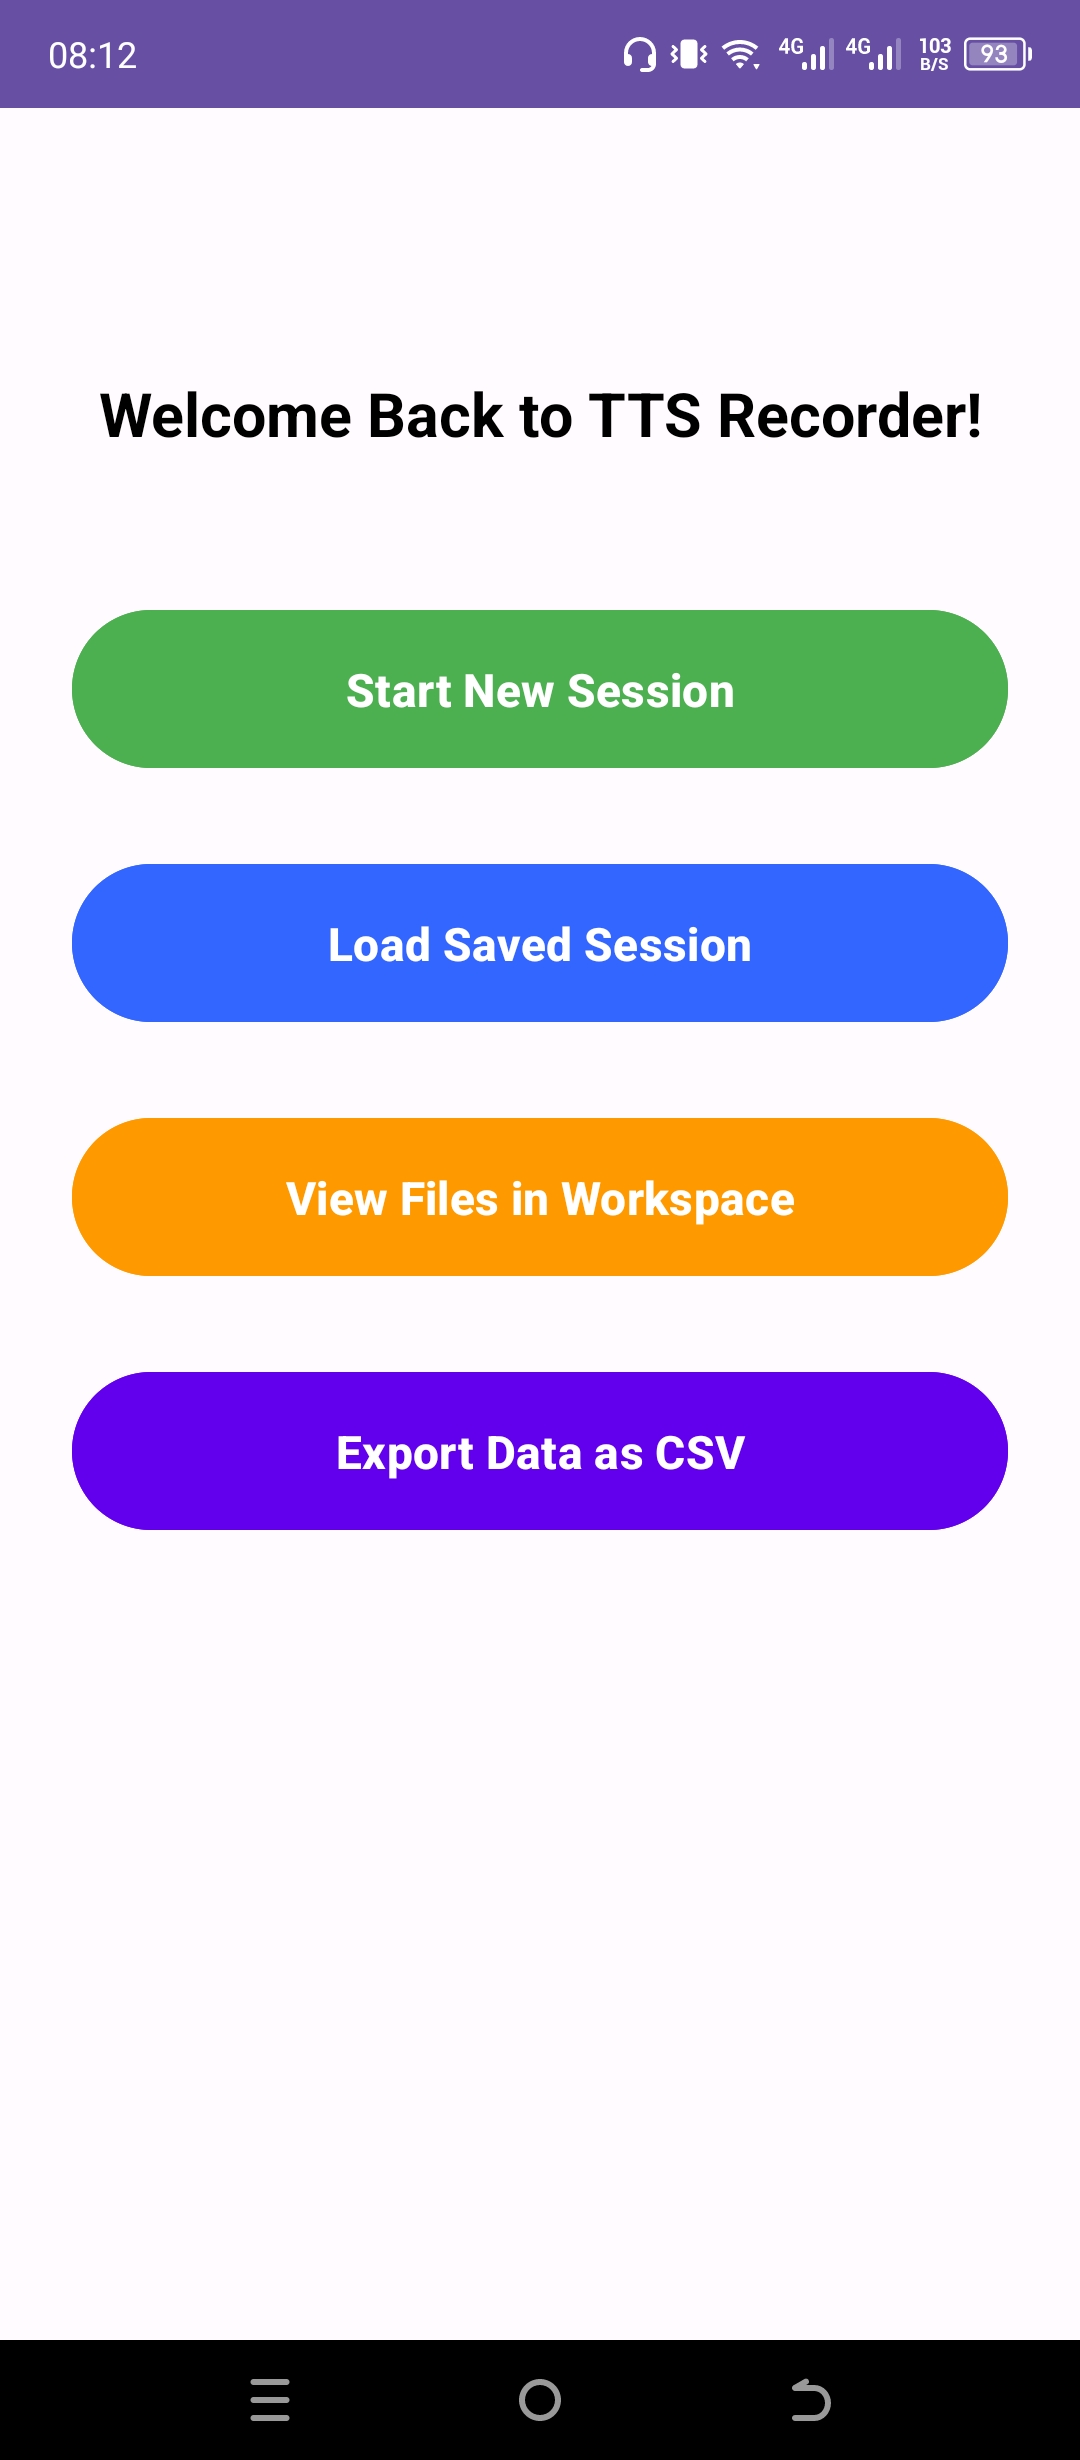 08:12
4G 4G 103 B/S 93
Welcome Back to TTS Recorder!
Start New Session
Load Saved Session
View Files in Workspace
Export Data as CSV